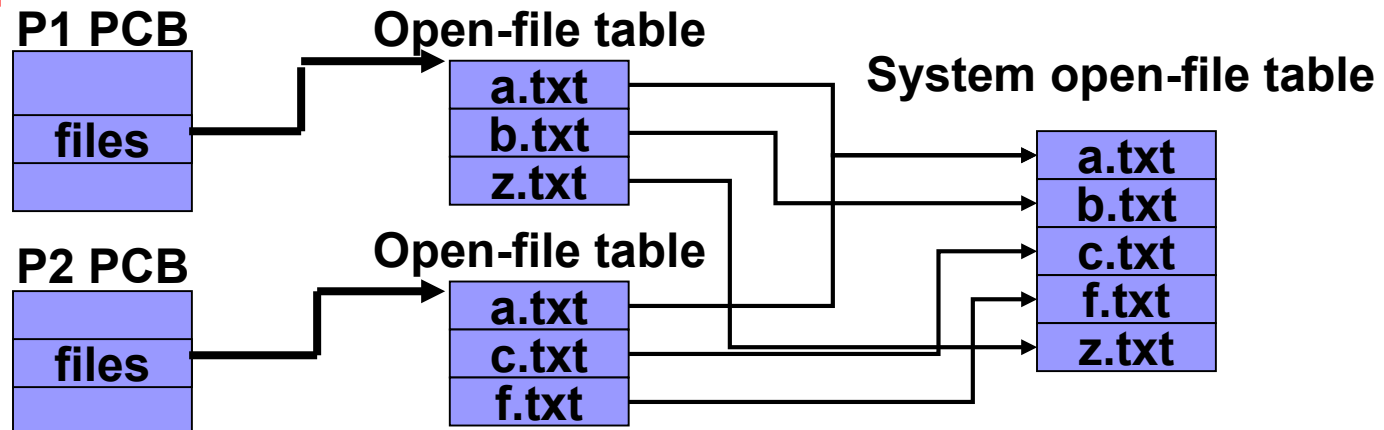 P1 PCB
files
Open-file table
a.txt
b.txt
z.txt
System open-file table
a.txt
b.txt
c.txt
f.txt
z.txt
P2 PCB
files
Open-file table
a.txt
c.txt
f.txt